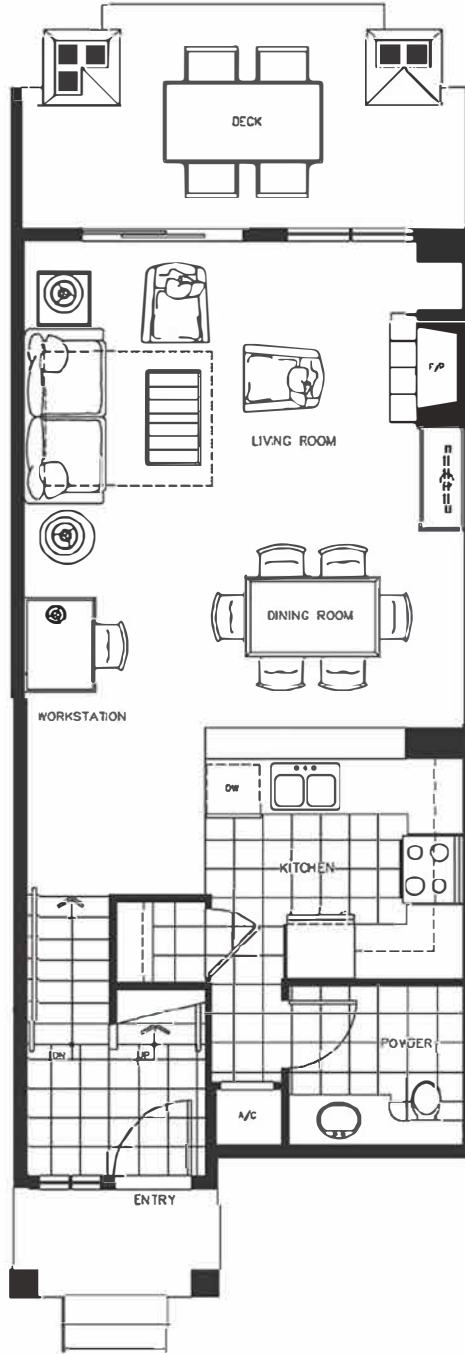 DECK
F/P
LIVING ROOM
DINING ROOM
WORKSTATION
DW
KITCHEN
DN
UP
POWDER
A/C
ENTRY